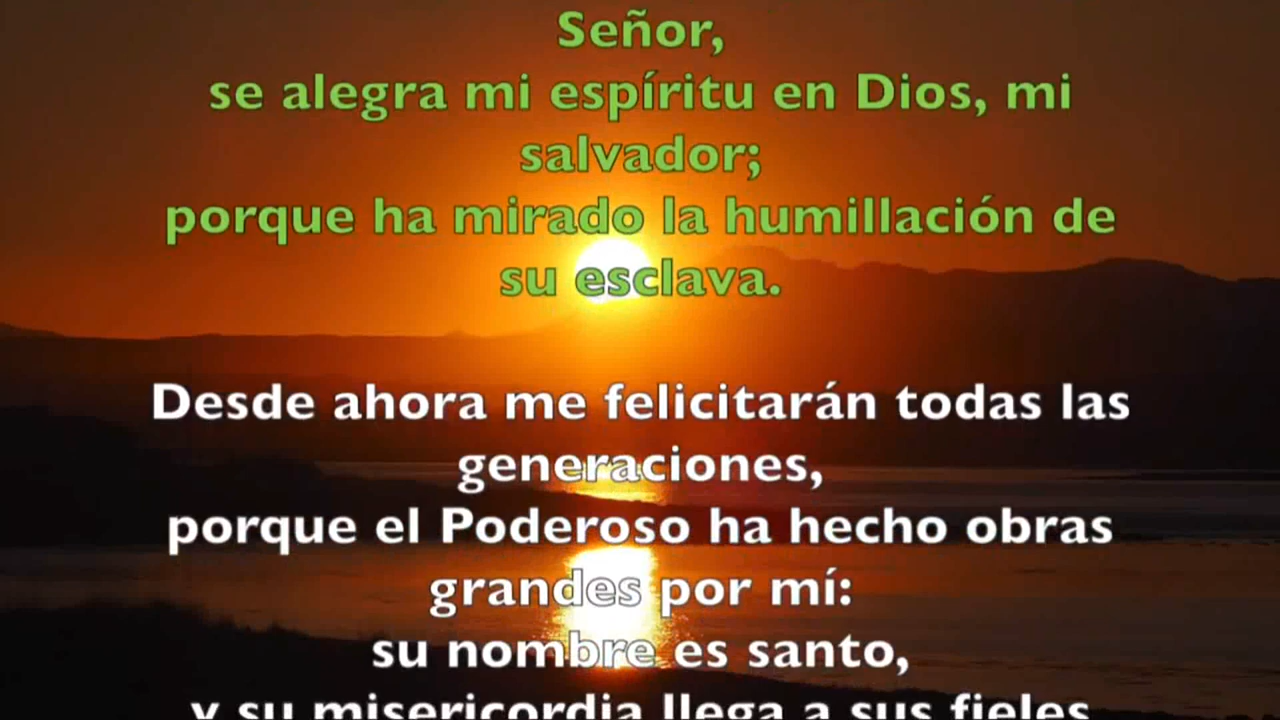 Señor,
se alegra mi espíritu en Dios, mi
salvador;
porque ha mirado la humillación de
su esclava.
Desde ahora me felicitarán todas las
generaciones,
porque el Poderoso ha hecho obras
grandes por mí:
su nombre es santo,
y su misericordia llega a sus fieles